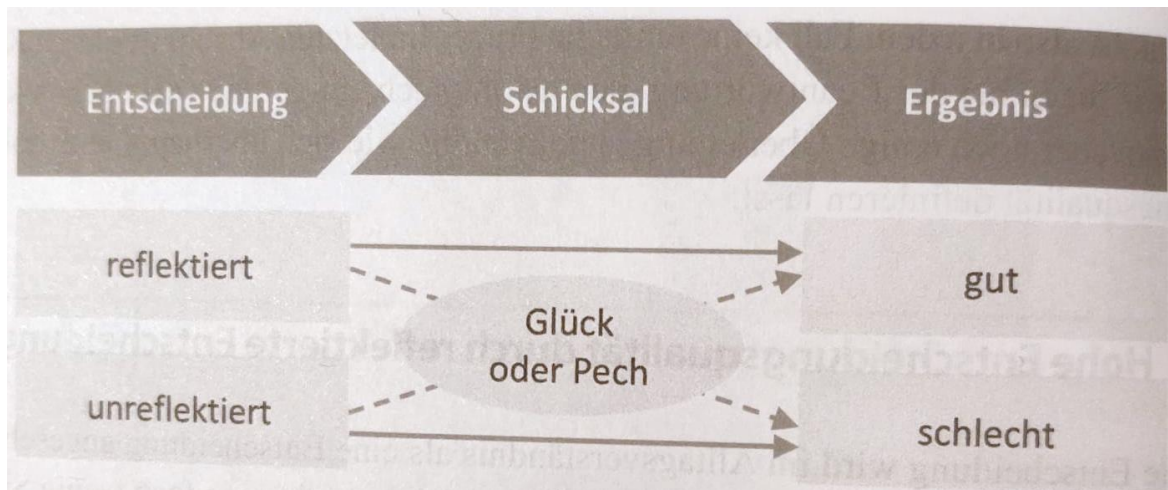 Entscheidung
Schicksal
Ergebnis
reflektiert
gut
Glück
oder Pech
unreflektiert
schlecht